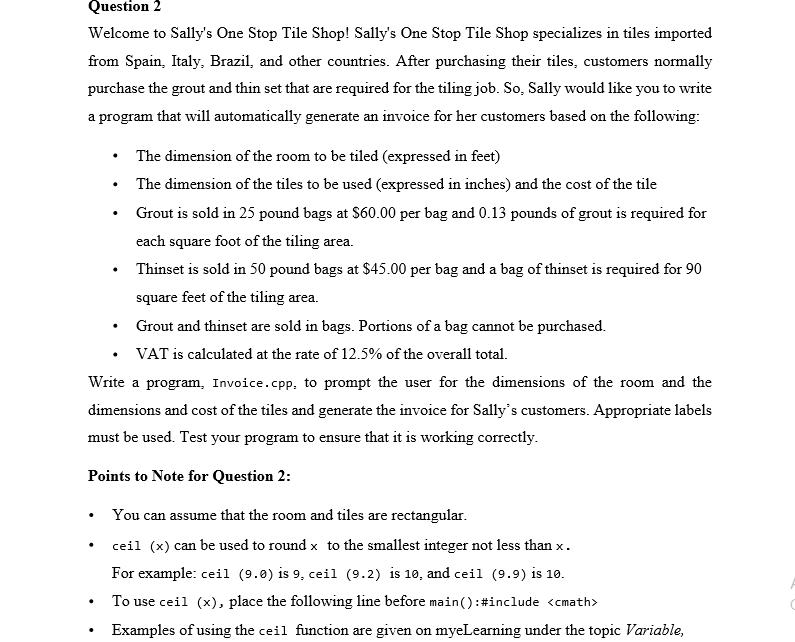 Question 2
Welcome to Sally's One Stop Tile Shop! Sally's One Stop Tile Shop specializes in tiles imported
from Spain, Italy, Brazil, and other countries. After purchasing their tiles, customers normally
purchase the grout and thin set that are required for the tiling job. So, Sally would like you to write
a program that will automatically generate an invoice for her customers based on the following:
• The dimension of the room to be tiled (expressed in feet)
• The dimension of the tiles to be used (expressed in inches) and the cost of the tile
• Grout is sold in 25 pound bags at $60.00 per bag and 0.13 pounds of grout is required for
each square foot of the tiling area.
• Thinset is sold in 50 pound bags at $45.00 per bag and a bag of thinset is required for 90
square feet of the tiling area.
• Grout and thinset are sold in bags. Portions of a bag cannot be purchased.
• VAT is calculated at the rate of 12.5% of the overall total.
Write a program, Invoice.cpp, to prompt the user for the dimensions of the room and the
dimensions and cost of the tiles and generate the invoice for Sally's customers. Appropriate labels
must be used. Test your program to ensure that it is working correctly.
Points to Note for Question 2:
• You can assume that the room and tiles are rectangular.
• ceil (x) can be used to round x to the smallest integer not less than x.
For example: ceil (9.0) is 9, ceil (9.2) is 10, and ceil (9.9) is 10.
• To use ceil (x), place the following line before main():#include <cmath>
• Examples of using the ceil function are given on myeLearning under the topic Variable,